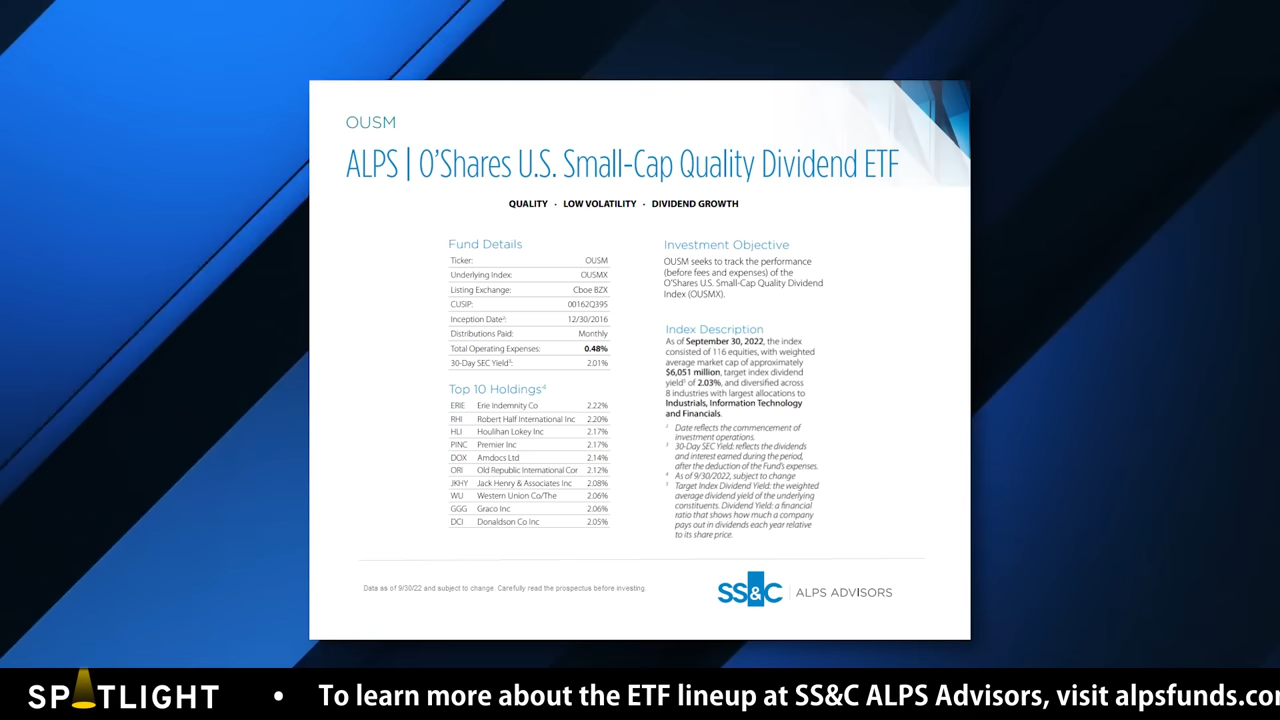 OUSM
ALPS | O'Shares U.S. Small-Cap Quality Dividend ETF
QUALITY · LOW VOLATILITY · DIVIDEND GROWTH
Fund Details
Ticker: OUSM
Underlying Index: OUSMX
Listing Exchange: Cboe BZX
CUSIP: 00162Q395
Inception Date²: 12/30/2016
Distributions Paid: Monthly
Total Operating Expenses: 0.48%
30-Day SEC Yield³: 2.01%
Top 10 Holdings⁴
ERIE Erie Indemnity Co 2.22%
RHI Robert Half International Inc 2.20%
HLI Houlihan Lokey Inc 2.17%
PINC Premier Inc 2.17%
DOX Amdocs Ltd 2.14%
ORI Old Republic International Cor 2.12%
JKHY Jack Henry & Associates Inc 2.08%
WU Western Union Co/The 2.06%
GGG Graco Inc 2.06%
DCI Donaldson Co Inc 2.05%
Investment Objective
OUSM seeks to track the performance
(before fees and expenses) of the
O'Shares U.S. Small-Cap Quality Dividend
Index (OUSMX).
Index Description
As of September 30, 2022, the index
consisted of 116 equities, with weighted
average market cap of approximately
$6,051 million, target index dividend
yield⁵ of 2.03%, and diversified across
8 industries with largest allocations to
Industrials, Information Technology
and Financials.
² Date reflects the commencement of
investment operations.
³ 30-Day SEC Yield: reflects the dividends
and interest earned during the period,
after the deduction of the Fund's expenses.
⁴ As of 9/30/2022, subject to change
⁵ Target Index Dividend Yield: the weighted
average dividend yield of the underlying
constituents. Dividend Yield: a financial
ratio that shows how much a company
pays out in dividends each year relative
to its share price.
Data as of 9/30/22 and subject to change. Carefully read the prospectus before investing.
SS&C | ALPS ADVISORS
SPOTLIGHT • To learn more about the ETF lineup at SS&C ALPS Advisors, visit alpsfunds.co